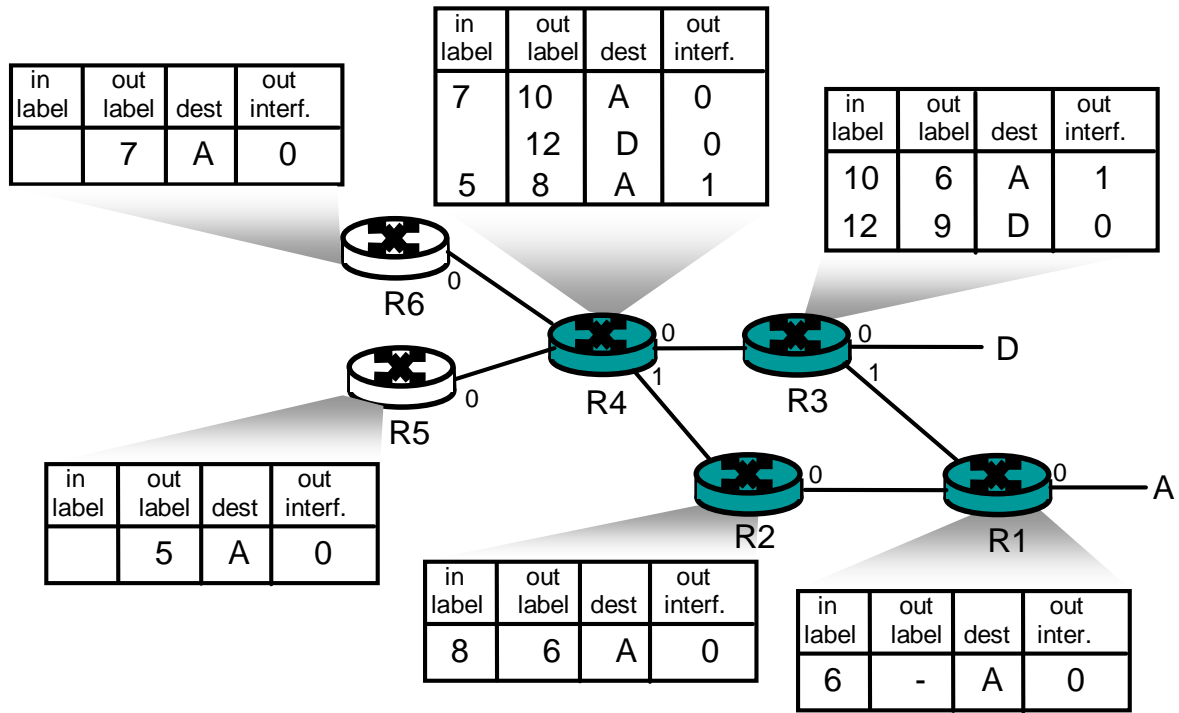 in label | out label | dest | out interf.
7 | 10 | A | 0
12 | D | 0
5 | 8 | A | 1
in label | out label | dest | out interf.
7 | A | 0
in label | out label | dest | out interf.
10 | 6 | A | 1
12 | 9 | D | 0
0
R6
0
0
D
1
1
R4
R3
0
R5
in label | out label | dest | out interf.
5 | A | 0
0
0
A
R2
R1
in label | out label | dest | out interf.
8 | 6 | A | 0
in label | out label | dest | out inter.
6 | - | A | 0